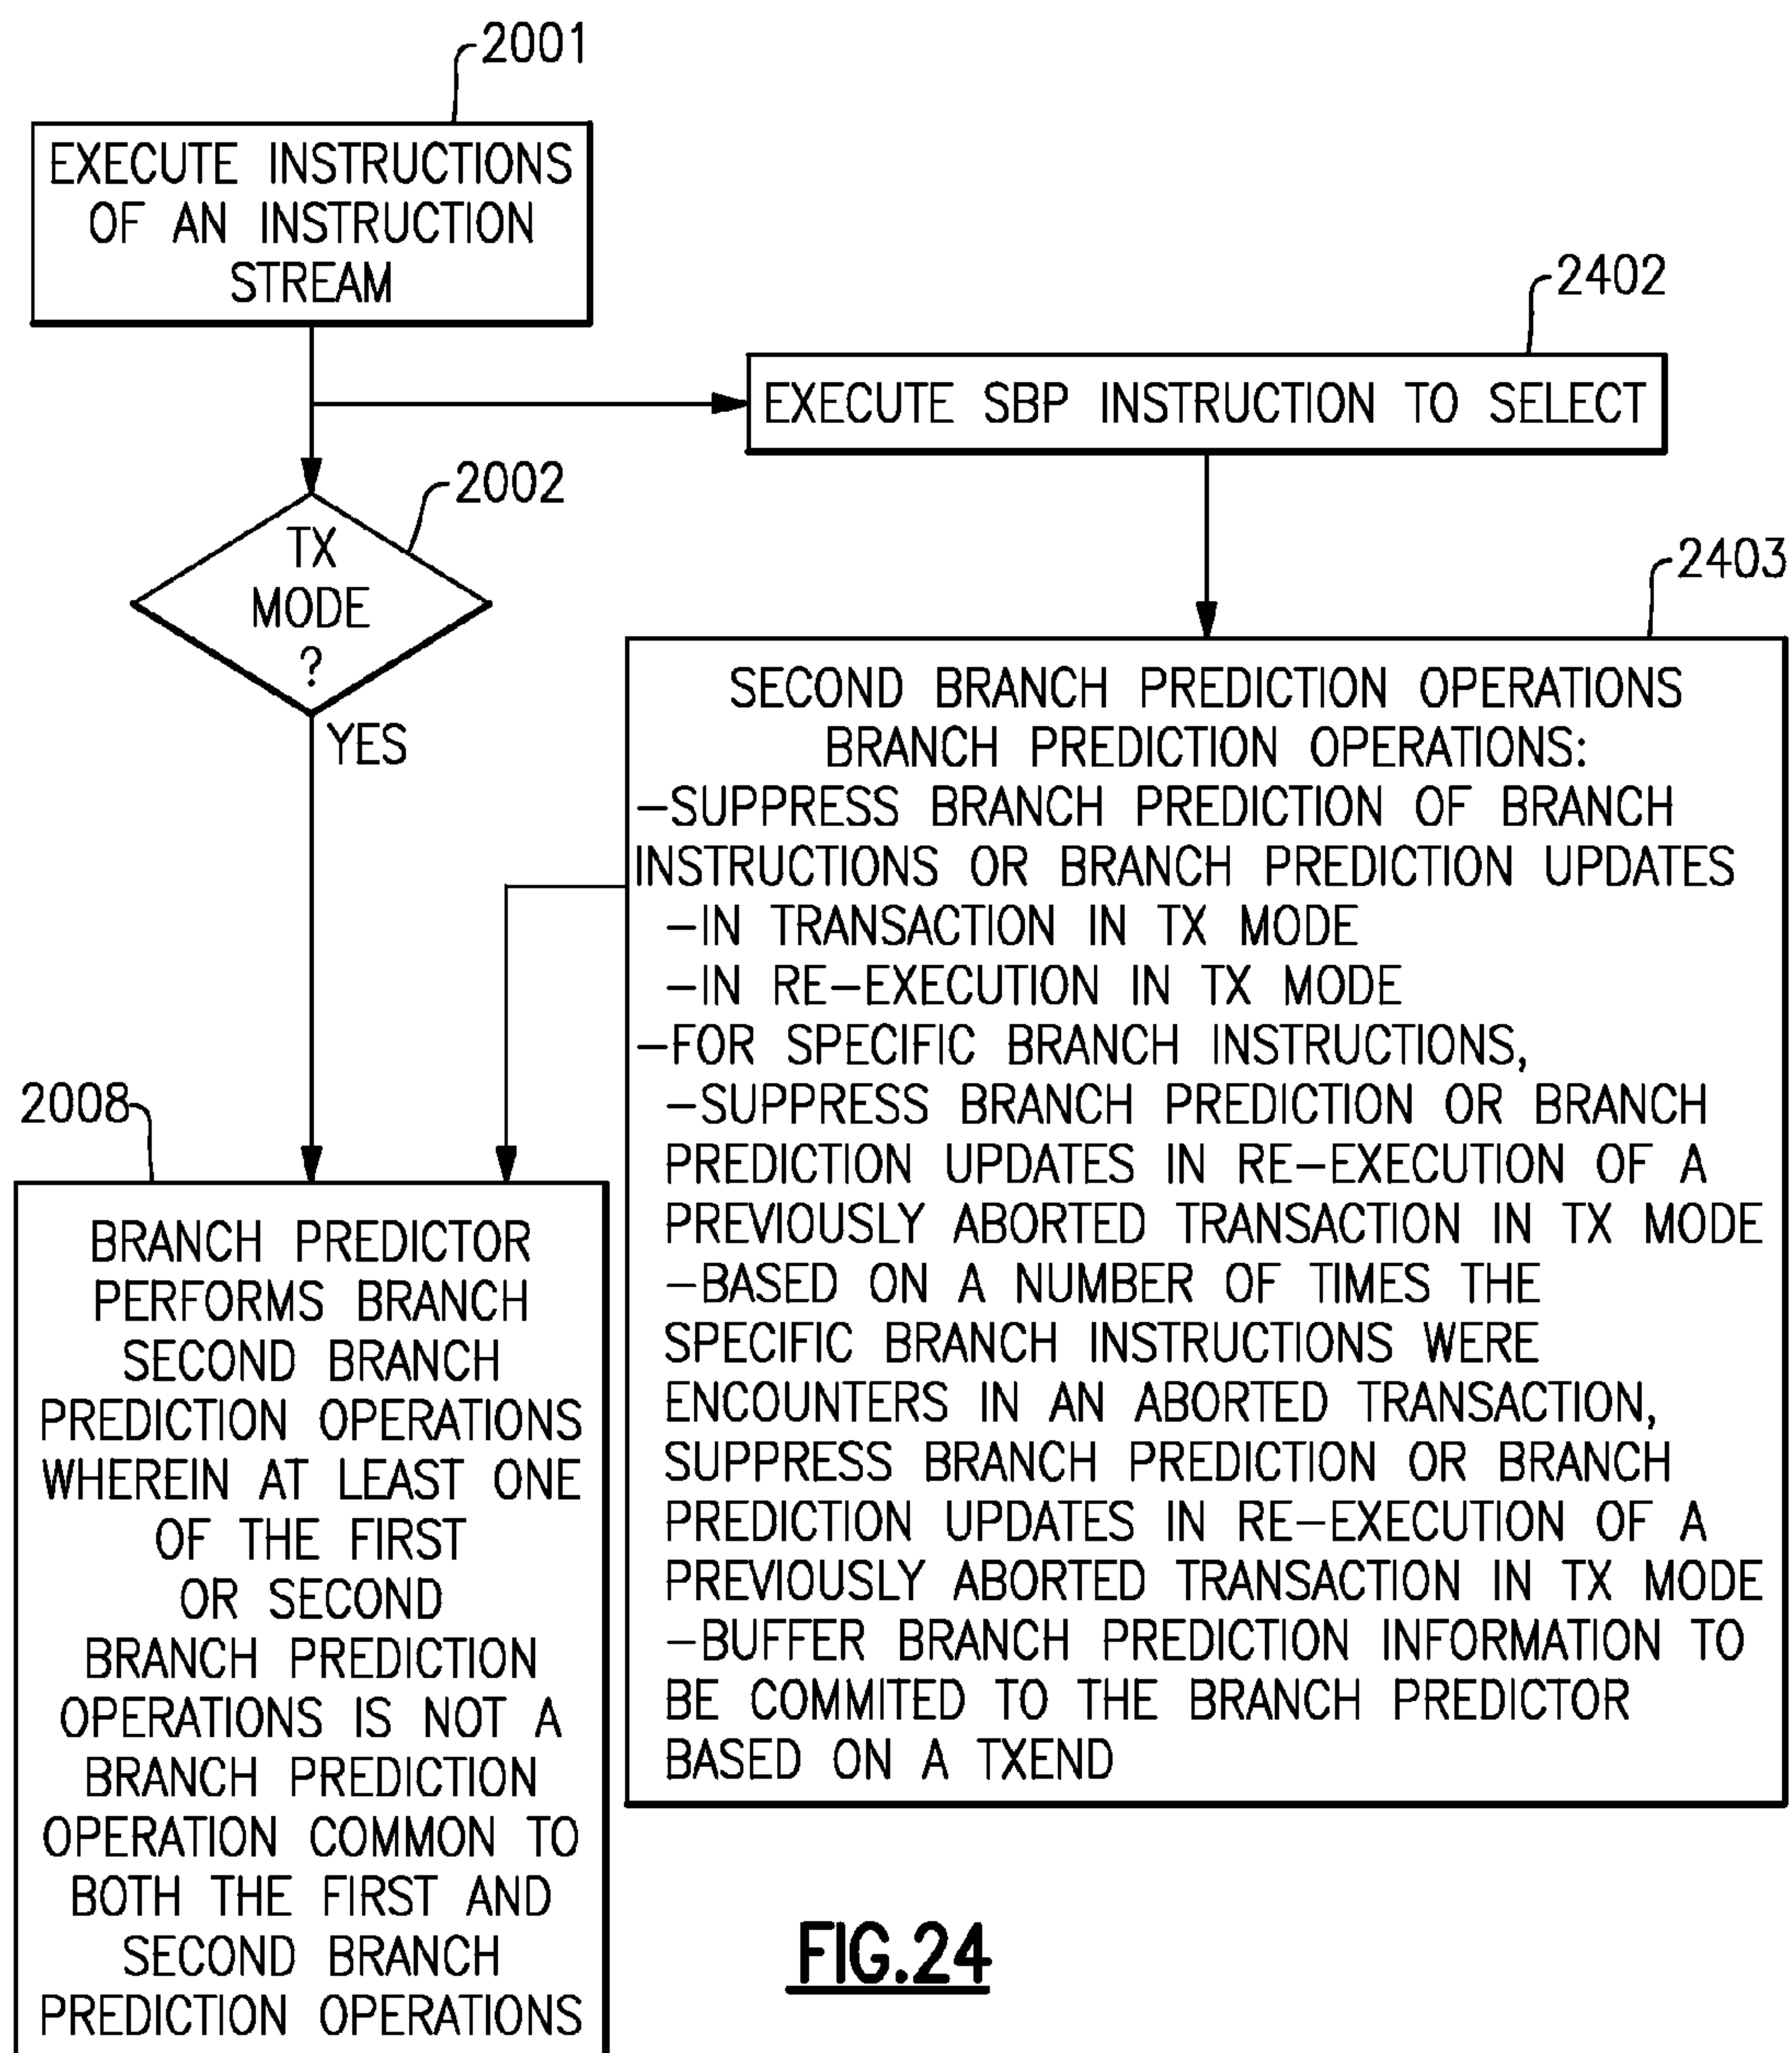 2001
EXECUTE INSTRUCTIONS
OF AN INSTRUCTION
STREAM
2402
EXECUTE SBP INSTRUCTION TO SELECT
2002
TX
MODE
?
YES
2403
SECOND BRANCH PREDICTION OPERATIONS
BRANCH PREDICTION OPERATIONS:
-SUPPRESS BRANCH PREDICTION OF BRANCH
INSTRUCTIONS OR BRANCH PREDICTION UPDATES
-IN TRANSACTION IN TX MODE
-IN RE-EXECUTION IN TX MODE
-FOR SPECIFIC BRANCH INSTRUCTIONS,
-SUPPRESS BRANCH PREDICTION OR BRANCH
PREDICTION UPDATES IN RE-EXECUTION OF A
PREVIOUSLY ABORTED TRANSACTION IN TX MODE
-BASED ON A NUMBER OF TIMES THE
SPECIFIC BRANCH INSTRUCTIONS WERE
ENCOUNTERS IN AN ABORTED TRANSACTION,
SUPPRESS BRANCH PREDICTION OR BRANCH
PREDICTION UPDATES IN RE-EXECUTION OF A
PREVIOUSLY ABORTED TRANSACTION IN TX MODE
-BUFFER BRANCH PREDICTION INFORMATION TO
BE COMMITED TO THE BRANCH PREDICTOR
BASED ON A TXEND
2008
BRANCH PREDICTOR
PERFORMS BRANCH
SECOND BRANCH
PREDICTION OPERATIONS
WHEREIN AT LEAST ONE
OF THE FIRST
OR SECOND
BRANCH PREDICTION
OPERATIONS IS NOT A
BRANCH PREDICTION
OPERATION COMMON TO
BOTH THE FIRST AND
SECOND BRANCH
PREDICTION OPERATIONS
FIG.24